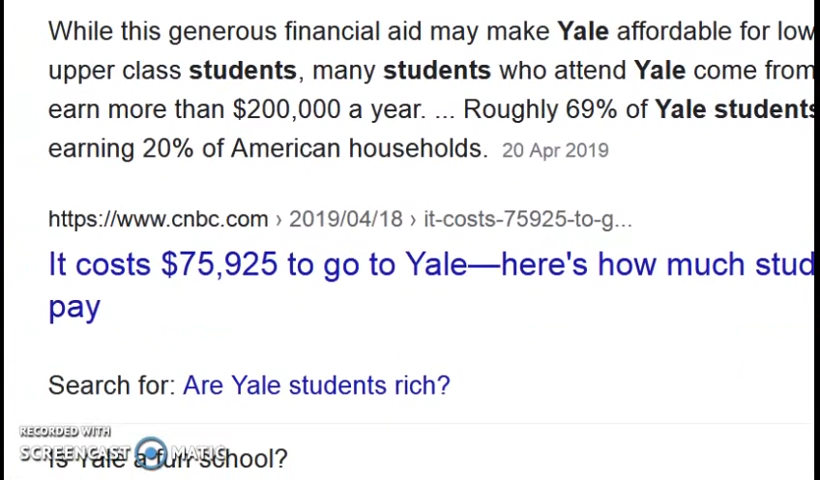 While this generous financial aid may make Yale affordable for low
upper class students, many students who attend Yale come from
earn more than $200,000 a year. ... Roughly 69% of Yale students
earning 20% of American households. 20 Apr 2019
https://www.cnbc.com › 2019/04/18 › it-costs-75925-to-g...
It costs $75,925 to go to Yale—here's how much stud
pay
Search for: Are Yale students rich?
RECORDED WITH
SCREENCAST MATIC
Is Yale a fun school?